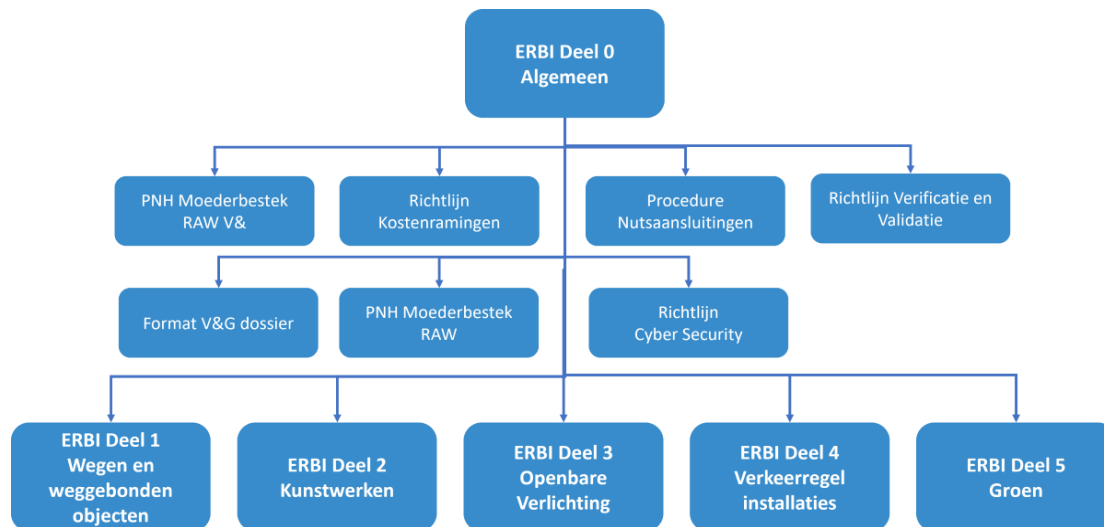 ERBI Deel 0
Algemeen
PNH Moederbestek
RAW V&
Richtlijn
Kostenramingen
Procedure
Nutsaansluitingen
Richtlijn Verificatie en
Validatie
Format V&G dossier
PNH Moederbestek
RAW
Richtlijn
Cyber Security
ERBI Deel 1
Wegen en
weggebonden
objecten
ERBI Deel 2
Kunstwerken
ERBI Deel 3
Openbare
Verlichting
ERBI Deel 4
Verkeerregel
installaties
ERBI Deel 5
Groen